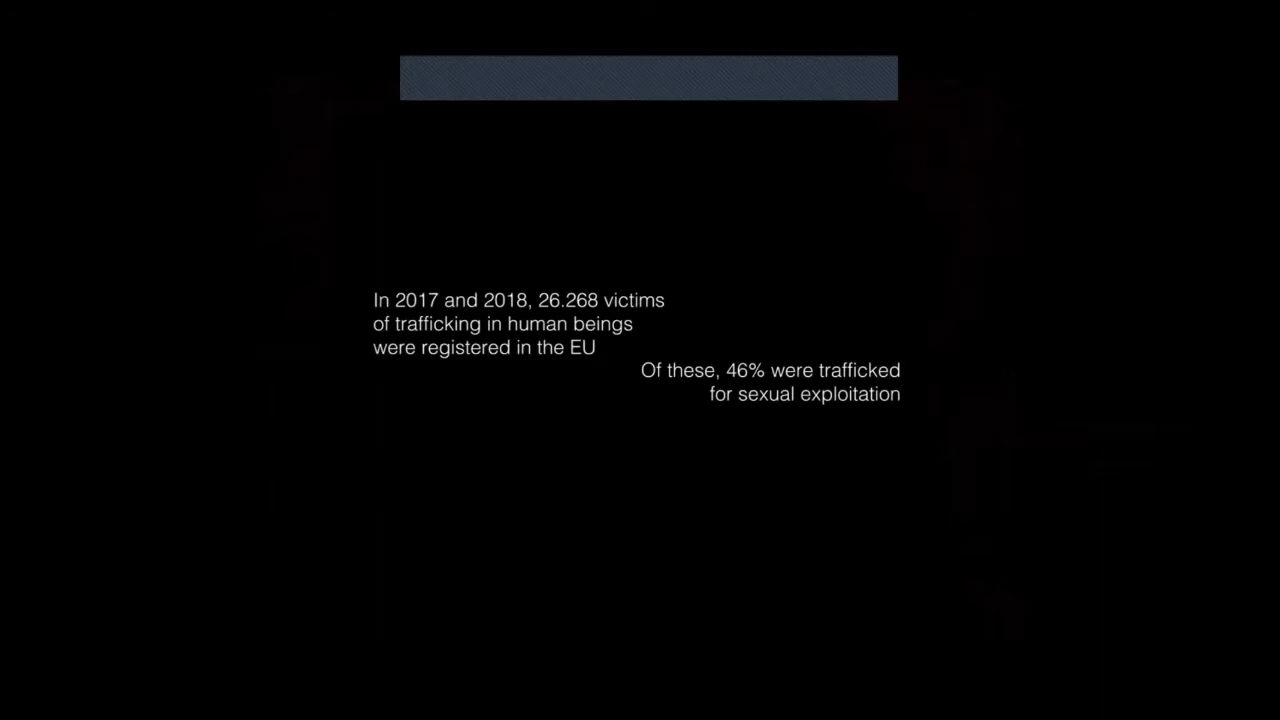 In 2017 and 2018, 26.268 victims
of trafficking in human beings
were registered in the EU
Of these, 46% were trafficked
for sexual exploitation